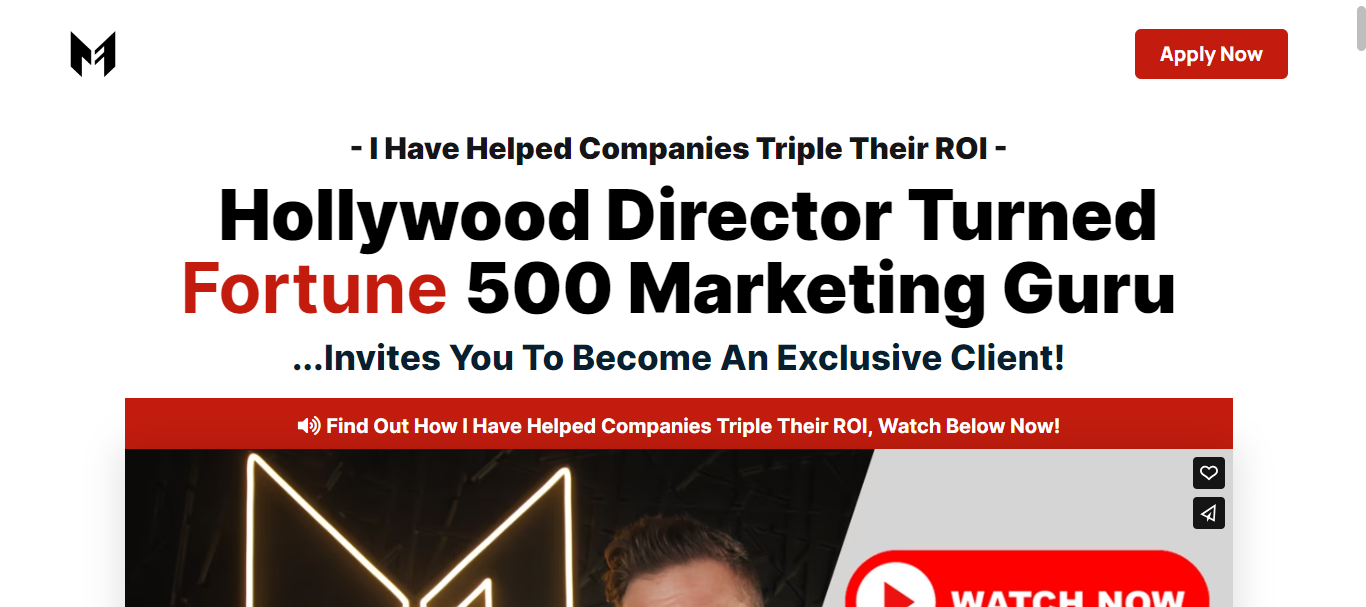 Apply Now
- I Have Helped Companies Triple Their ROI -
Hollywood Director Turned
Fortune 500 Marketing Guru
...Invites You To Become An Exclusive Client!
Find Out How I Have Helped Companies Triple Their ROI, Watch Below Now!
WATCH NOW